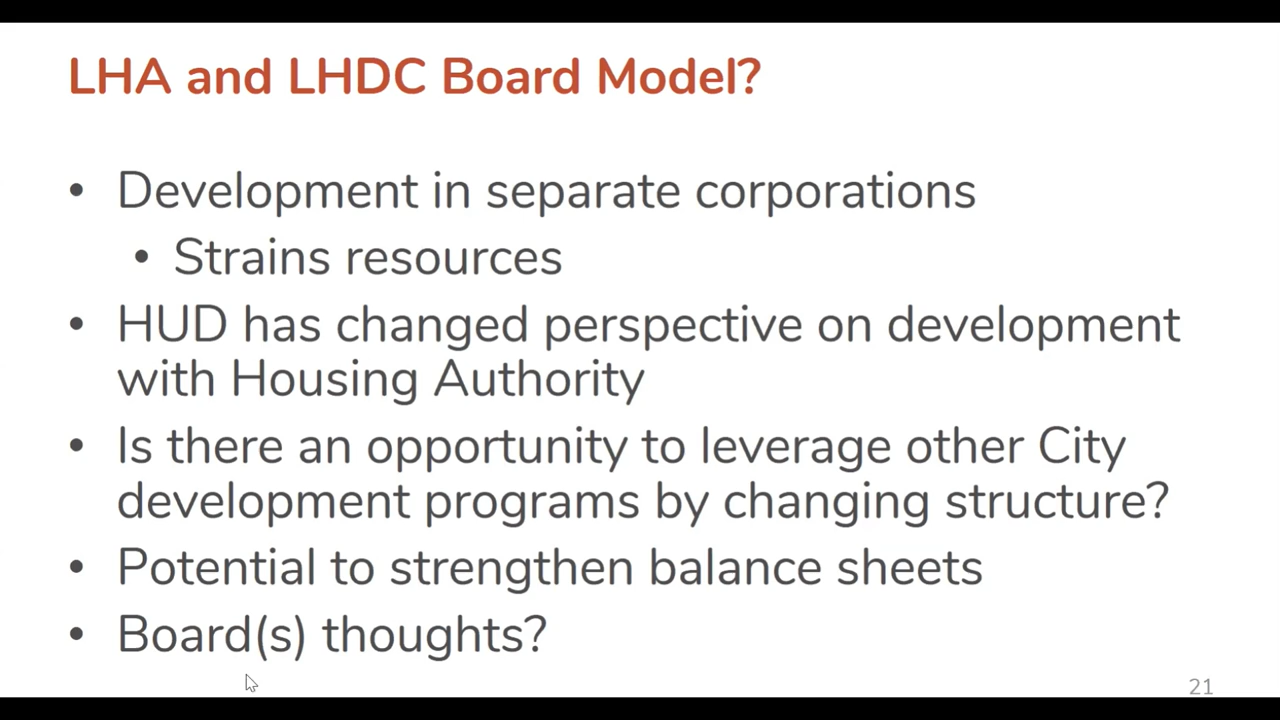 LHA and LHDC Board Model?
• Development in separate corporations
• Strains resources
• HUD has changed perspective on development
with Housing Authority
• Is there an opportunity to leverage other City
development programs by changing structure?
• Potential to strengthen balance sheets
• Board(s) thoughts?
21